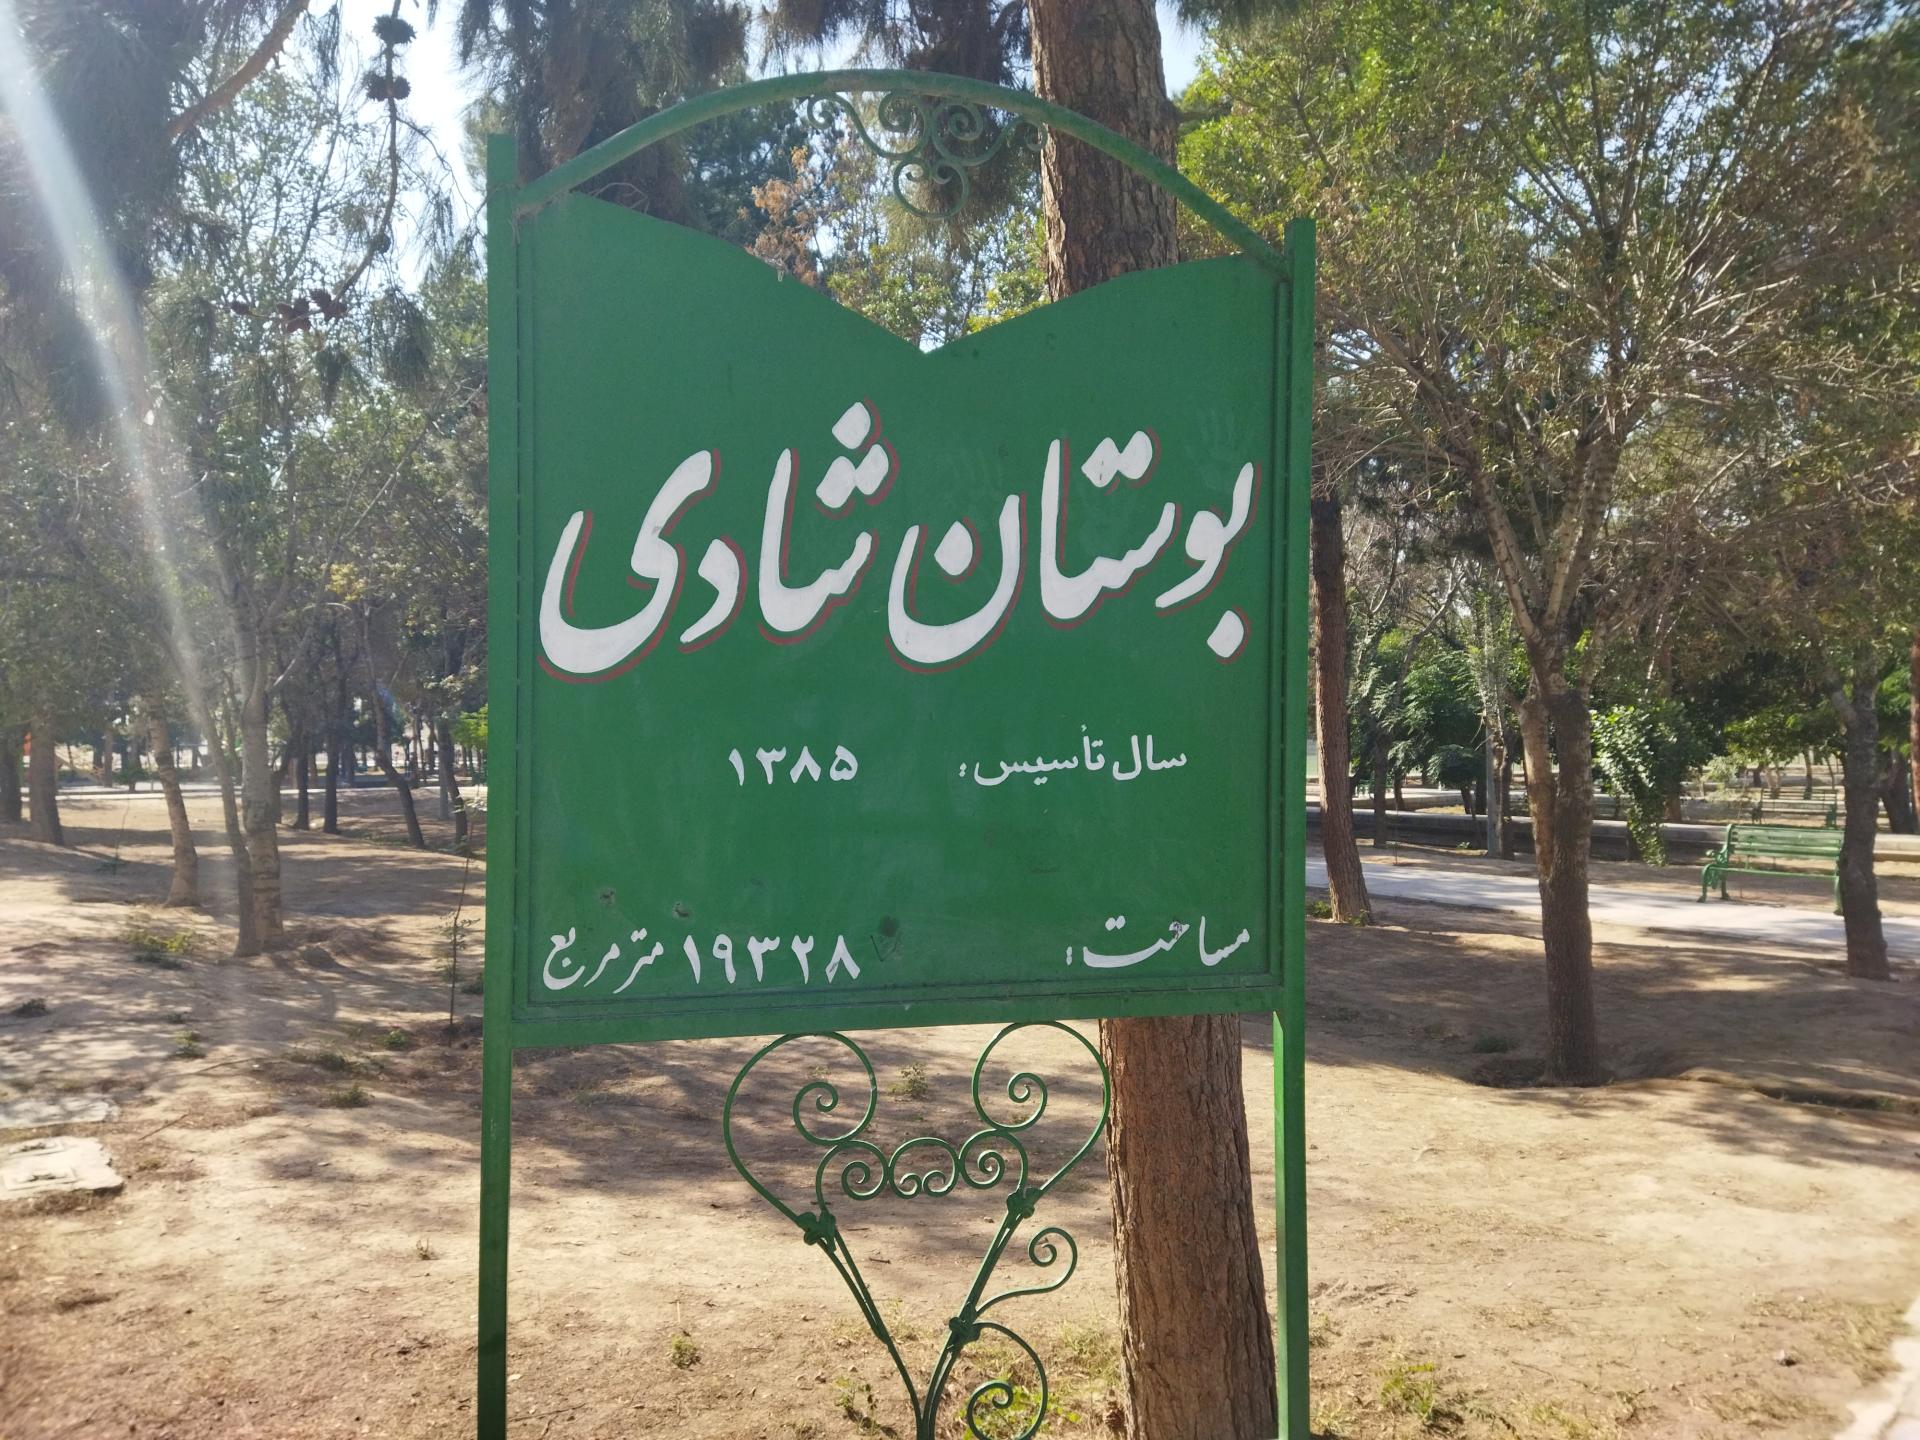 بوستان شادی
سال تأسیس: ۱۳۸۵
مساحت: ۱۹۳۲۸ متر مربع